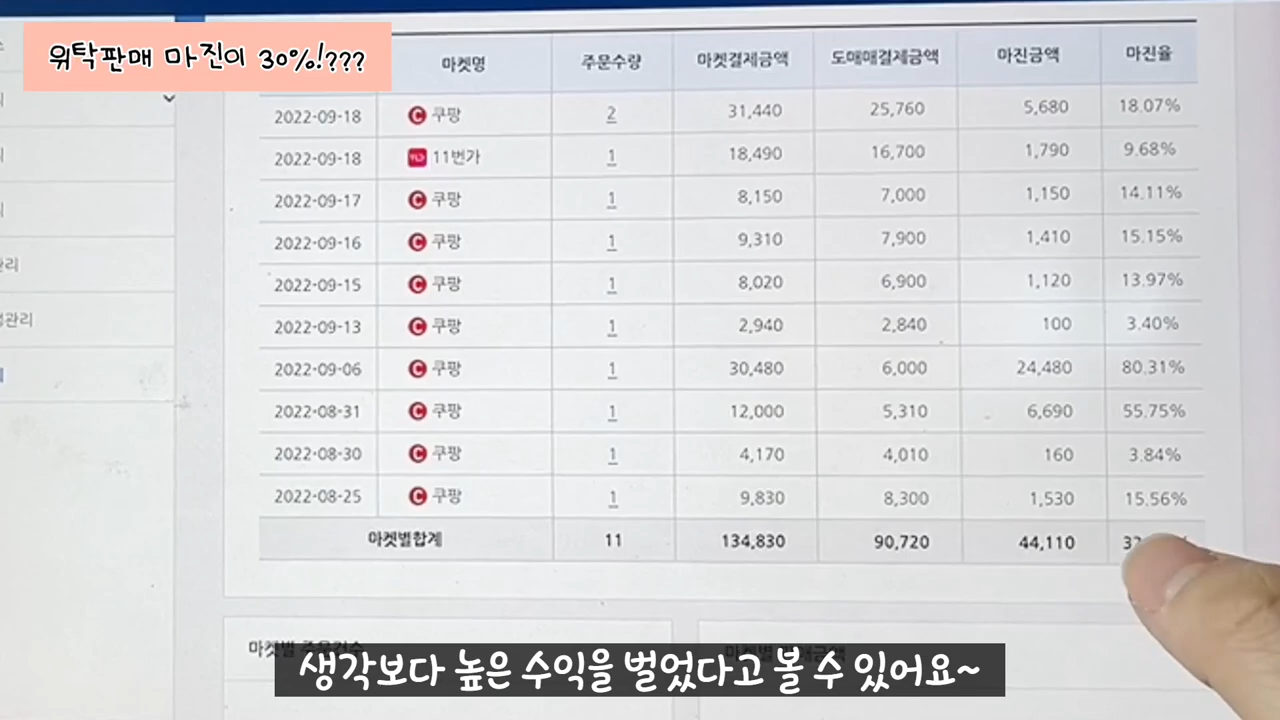 위탁판매 마진이 30%!???
마켓명 주문수량 마켓결제금액 도매매결제금액 마진금액 마진율
2022-09-18 쿠팡 2 31,440 25,760 5,680 18.07%
2022-09-18 11번가 1 18,490 16,700 1,790 9.68%
2022-09-17 쿠팡 1 8,150 7,000 1,150 14.11%
2022-09-16 쿠팡 1 9,310 7,900 1,410 15.15%
2022-09-15 쿠팡 1 8,020 6,900 1,120 13.97%
2022-09-13 쿠팡 1 2,940 2,840 100 3.40%
2022-09-06 쿠팡 1 30,480 6,000 24,480 80.31%
2022-08-31 쿠팡 1 12,000 5,310 6,690 55.75%
2022-08-30 쿠팡 1 4,170 4,010 160 3.84%
2022-08-25 쿠팡 1 9,830 8,300 1,530 15.56%
마켓별합계 11 134,830 90,720 44,110
마켓별 주문건수
생각보다 높은 수익을 벌었다고 볼 수 있어요~